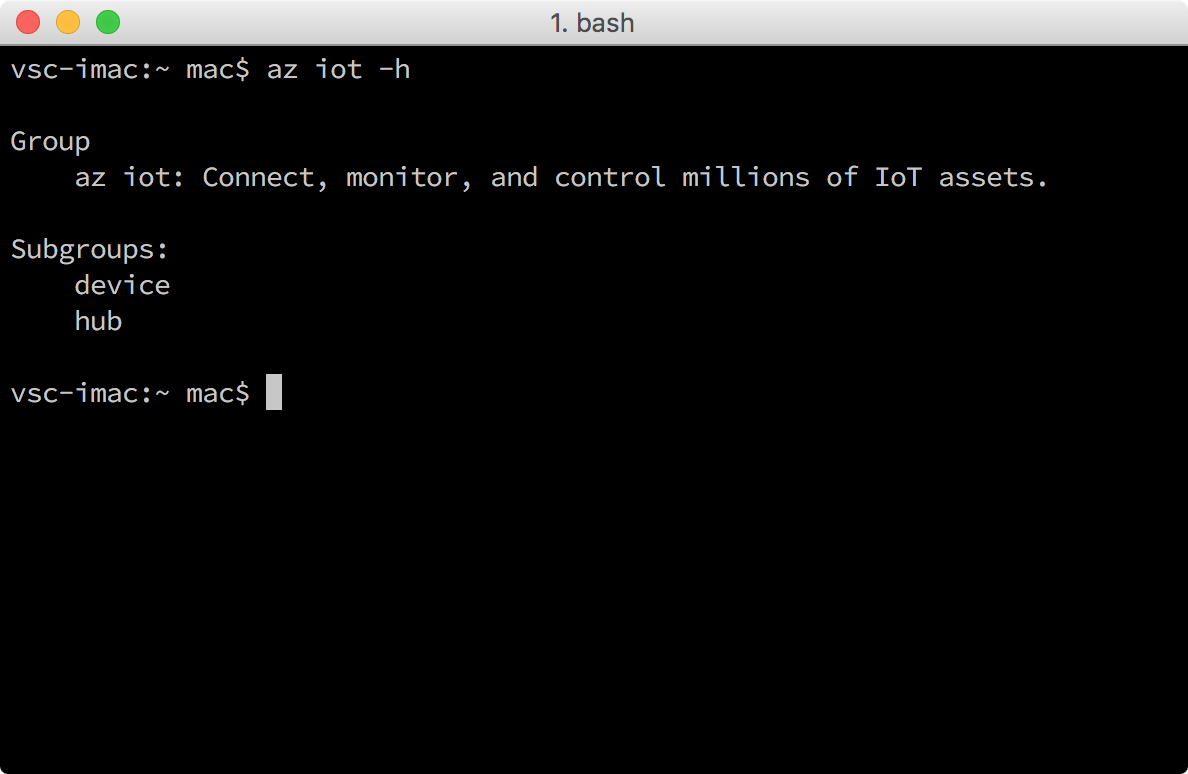 1. bash
vsc-imac:~ mac$ az iot -h
Group
az iot: Connect, monitor, and control millions of IoT assets.
Subgroups:
device
hub
vsc-imac:~ mac$